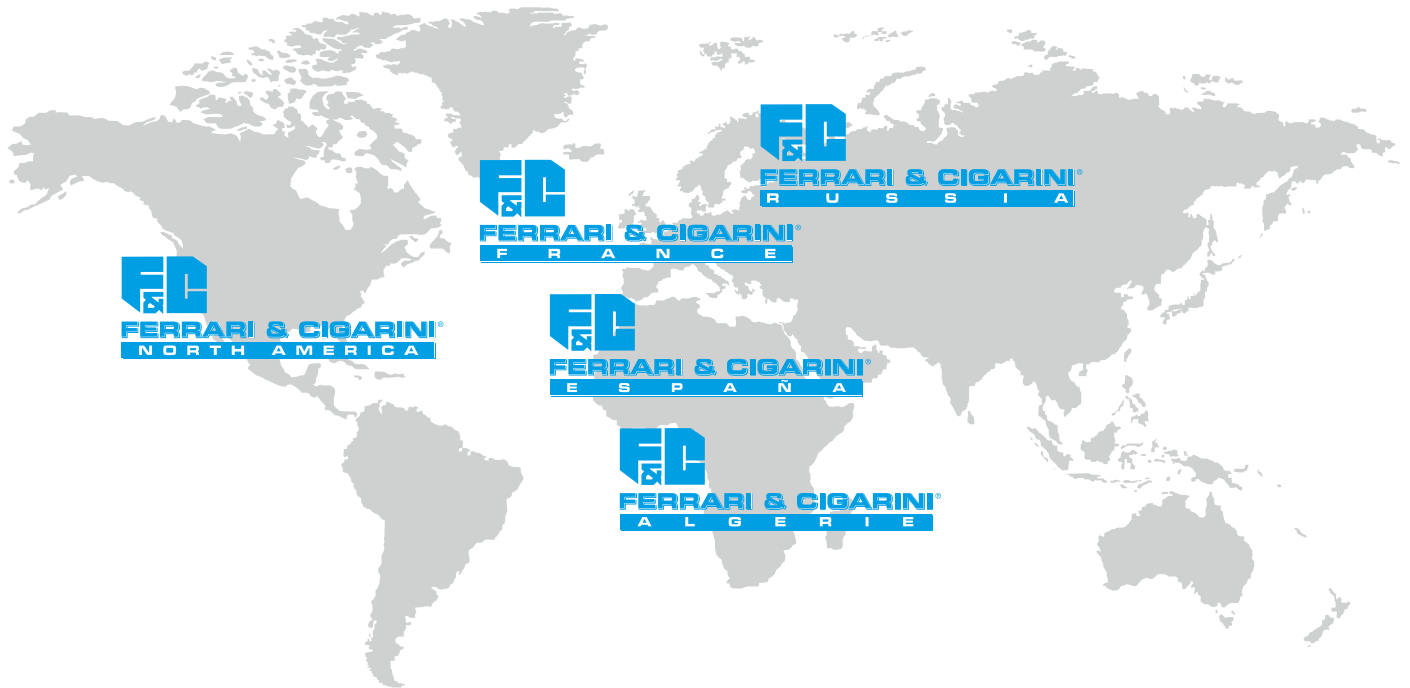 F&C
FERRARI & CIGARINI®
RUSSIA
F&C
FERRARI & CIGARINI®
FRANCE
F&C
FERRARI & CIGARINI®
NORTH AMERICA
F&C
FERRARI & CIGARINI®
ESPAÑA
F&C
FERRARI & CIGARINI®
ALGERIE